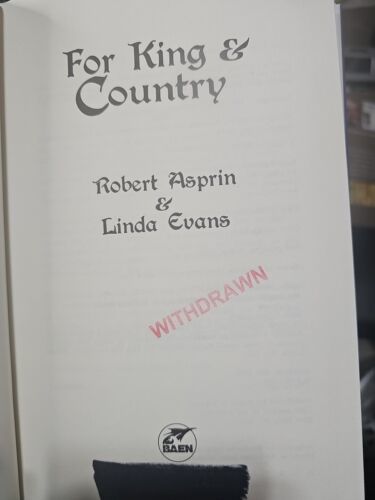 For King &
Country
Robert Asprin
&
Linda Evans
WITHDRAWN
BAEN